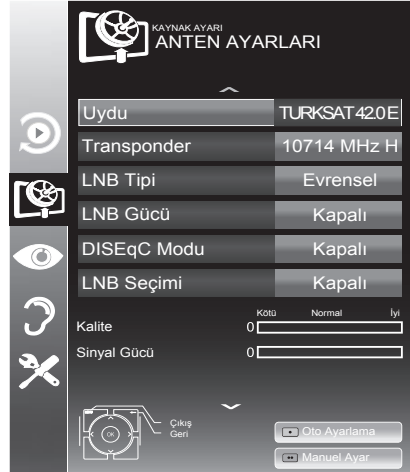 KAYNAK AYARI
ANTEN AYARLARI
Uydu TURKSAT 42.0 E
Transponder 10714 MHz H
LNB Tipi Evrensel
LNB Gücü Kapalı
DISEqC Modu Kapalı
LNB Seçimi Kapalı
Kötü Normal İyi
Kalite 0
Sinyal Gücü 0
OK
Çıkış
Geri
Oto Ayarlama
Manuel Ayar